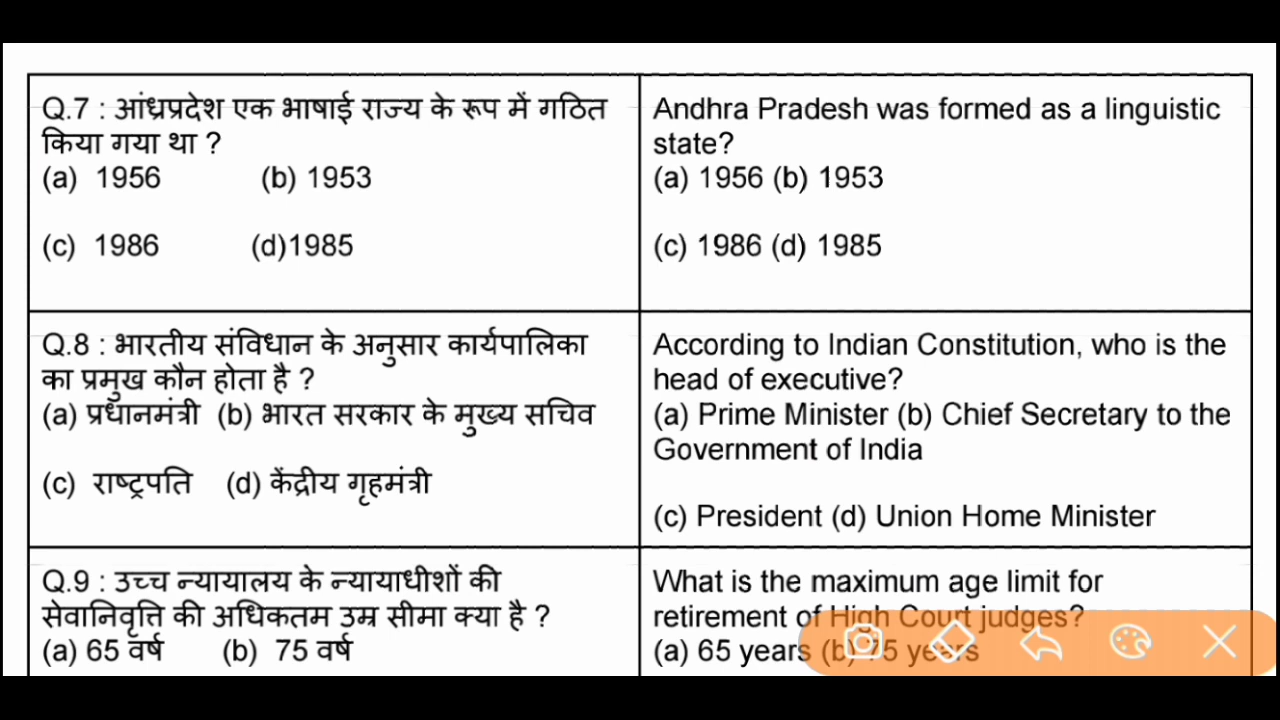 Q.7 : आंध्रप्रदेश एक भाषाई राज्य के रूप में गठित
किया गया था ?
(a) 1956 (b) 1953
(c) 1986 (d)1985
Andhra Pradesh was formed as a linguistic
state?
(a) 1956 (b) 1953
(c) 1986 (d) 1985
Q.8 : भारतीय संविधान के अनुसार कार्यपालिका
का प्रमुख कौन होता है ?
(a) प्रधानमंत्री (b) भारत सरकार के मुख्य सचिव
(c) राष्ट्रपति (d) केंद्रीय गृहमंत्री
According to Indian Constitution, who is the
head of executive?
(a) Prime Minister (b) Chief Secretary to the
Government of India
(c) President (d) Union Home Minister
Q.9 : उच्च न्यायालय के न्यायाधीशों की
सेवानिवृत्ति की अधिकतम उम्र सीमा क्या है ?
(a) 65 वर्ष (b) 75 वर्ष
What is the maximum age limit for
retirement of High Court judges?
(a) 65 years (b) 75 years